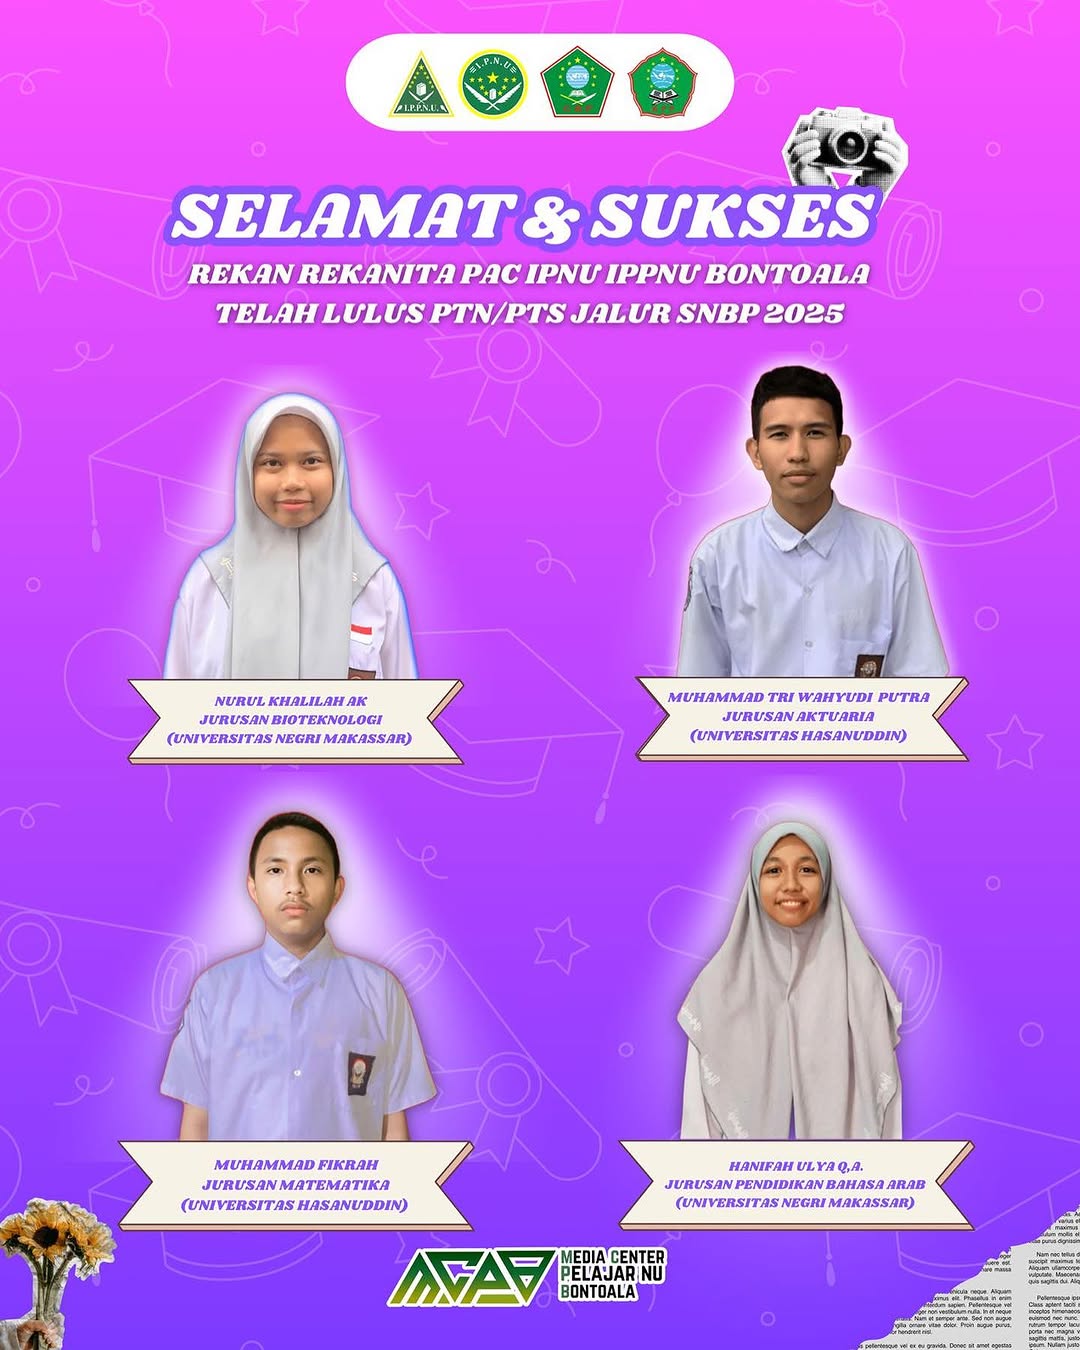 I.P.P.N.U.
I.P.N.U
SELAMAT & SUKSES
REKAN REKANITA PAC IPNU IPPNU BONTOALA
TELAH LULUS PTN/PTS JALUR SNBP 2025
NURUL KHALILAH AK
JURUSAN BIOTEKNOLOGI
(UNIVERSITAS NEGRI MAKASSAR)
MUHAMMAD TRI WAHYUDI PUTRA
JURUSAN AKTUARIA
(UNIVERSITAS HASANUDDIN)
MUHAMMAD FIKRAH
JURUSAN MATEMATIKA
(UNIVERSITAS HASANUDDIN)
HANIFAH ULYA Q,A.
JURUSAN PENDIDIKAN BAHASA ARAB
(UNIVERSITAS NEGRI MAKASSAR)
MCPB
MEDIA CENTER
PELAJAR NU
BONTOALA